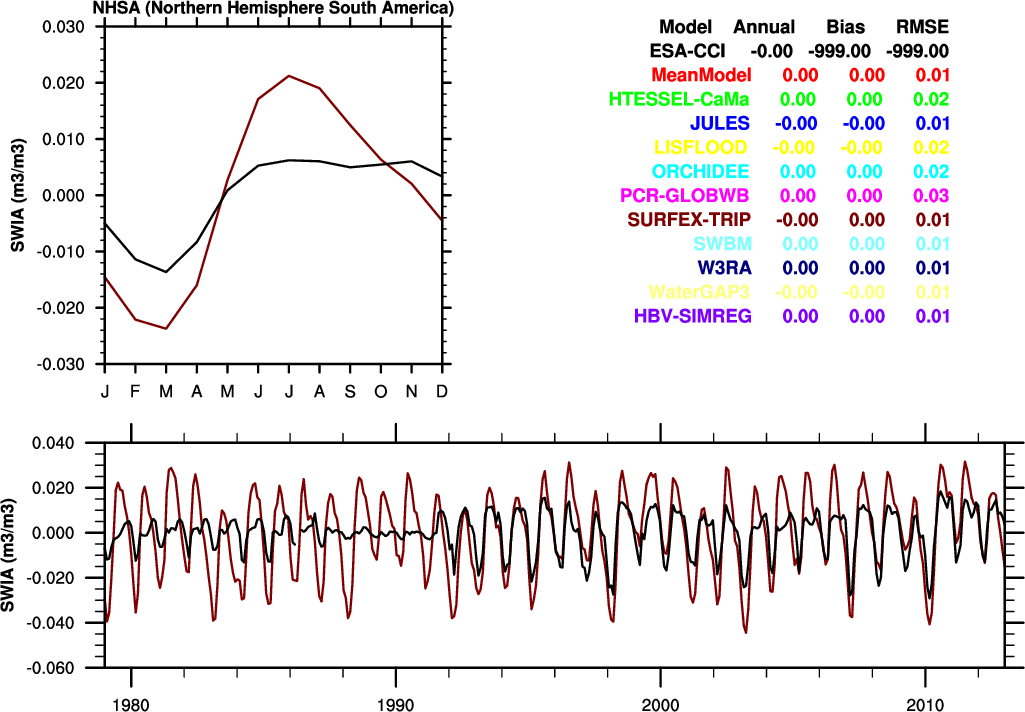 NHSA (Northern Hemisphere South America)
0.030
0.020
0.010
0.000
-0.010
-0.020
-0.030
SWIA (m3/m3)
J F M A M J J A S O N D
Model Annual Bias RMSE
ESA-CCI -0.00 -999.00 -999.00
MeanModel 0.00 0.00 0.01
HTESSEL-CaMa 0.00 0.00 0.02
JULES -0.00 -0.00 0.01
LISFLOOD -0.00 -0.00 0.02
ORCHIDEE 0.00 0.00 0.02
PCR-GLOBWB 0.00 0.00 0.03
SURFEX-TRIP -0.00 0.00 0.01
SWBM 0.00 0.00 0.01
W3RA 0.00 0.00 0.01
WaterGAP3 -0.00 -0.00 0.01
HBV-SIMREG 0.00 0.00 0.01
0.040
0.020
0.000
-0.020
-0.040
-0.060
SWIA (m3/m3)
1980 1990 2000 2010